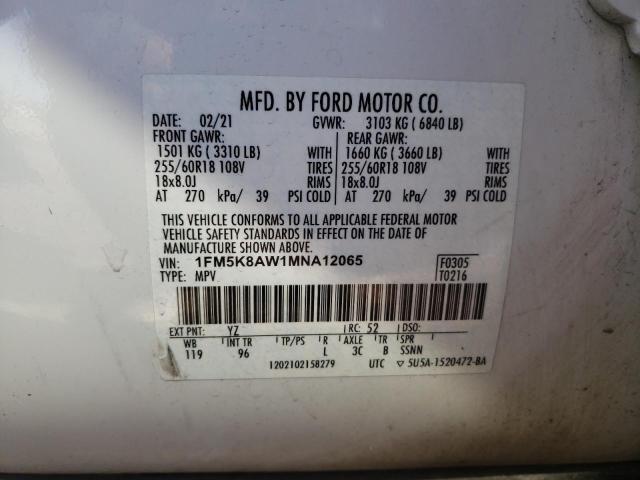 MFD. BY FORD MOTOR CO.
DATE: 02/21 GVWR: 3103 KG ( 6840 LB)
FRONT GAWR: REAR GAWR:
1501 KG ( 3310 LB) WITH 1660 KG ( 3660 LB) WITH
255/60R18 108V TIRES 255/60R18 108V TIRES
18x8.0J RIMS 18x8.0J RIMS
AT 270 kPa/ 39 PSI COLD AT 270 kPa/ 39 PSI COLD
THIS VEHICLE CONFORMS TO ALL APPLICABLE FEDERAL MOTOR
VEHICLE SAFETY STANDARDS IN EFFECT ON THE DATE OF
MANUFACTURE SHOWN ABOVE.
VIN: 1FM5K8AW1MNA12065 F0305
TYPE: MPV T0216
EXT PNT: YZ RC: 52 DSO:
WB INT TR TP/PS R AXLE TR SPR
119 96 L 3C B SSNN
1202102158279 UTC ▽ 5U5A-1520472-BA